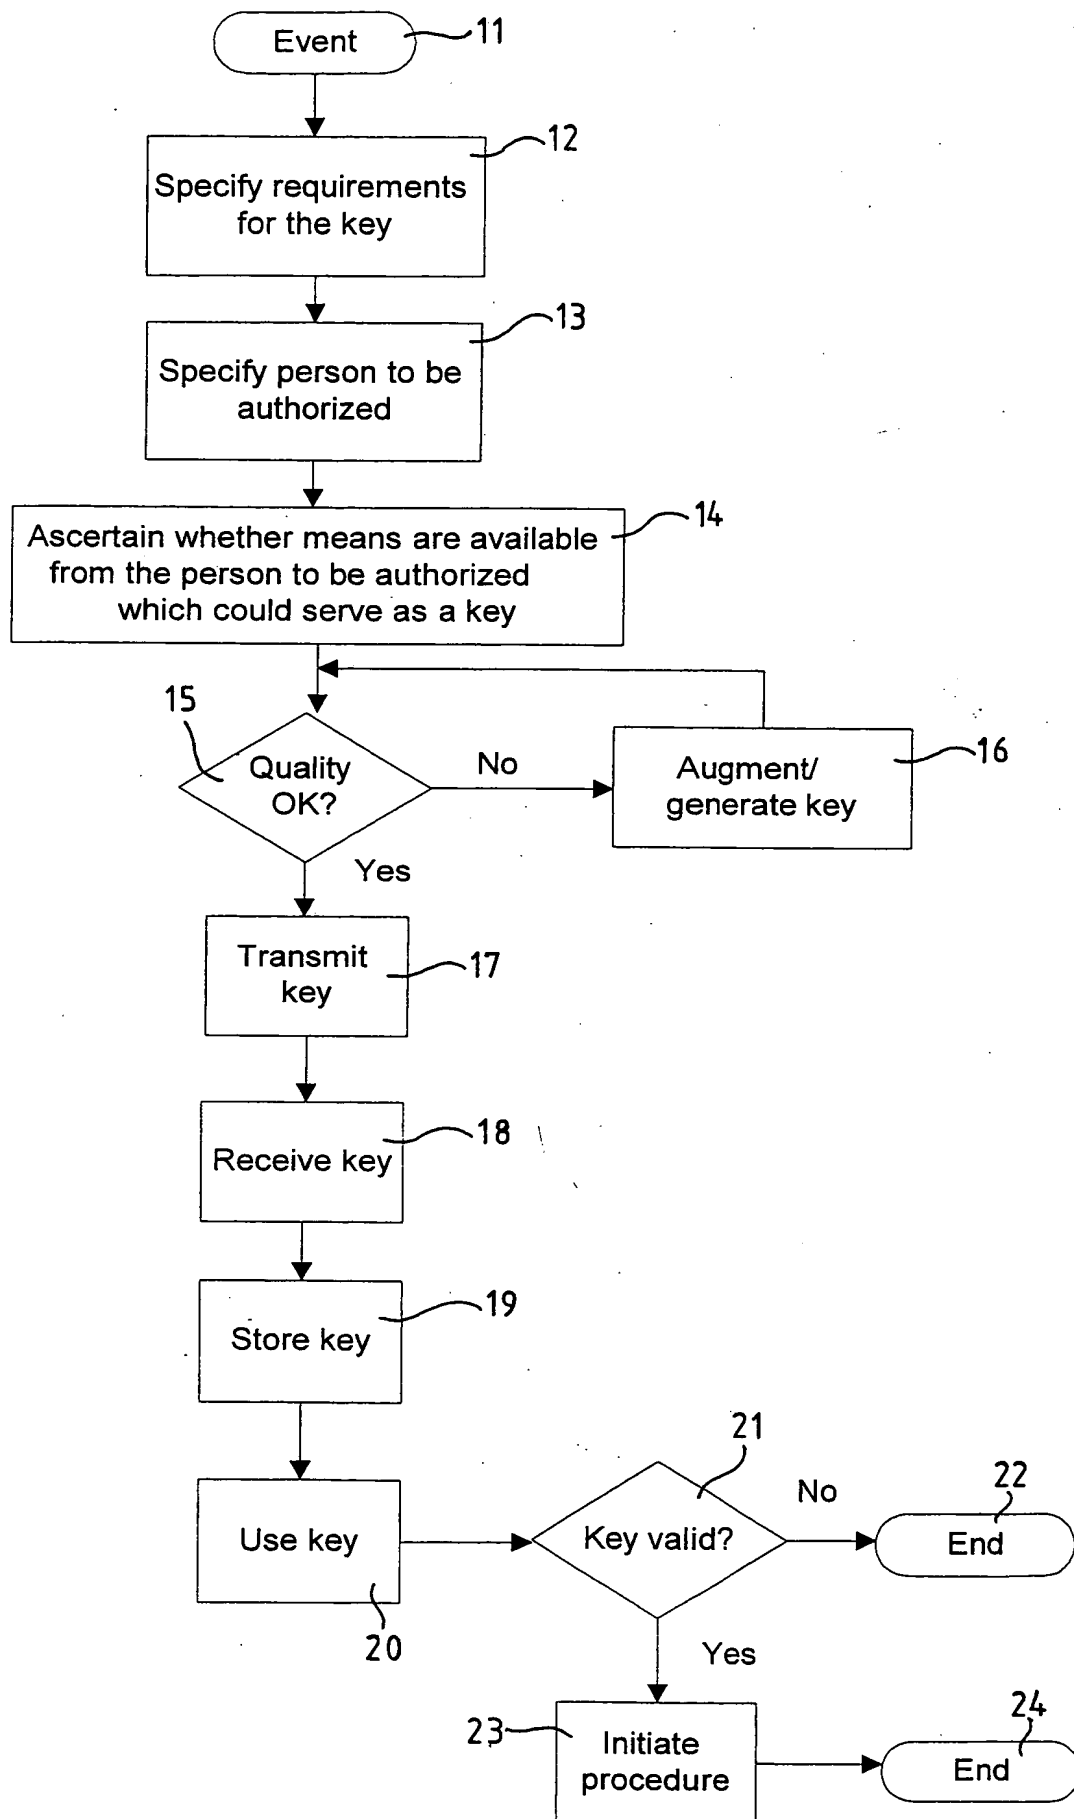 Event
11
12
Specify requirements
for the key
13
Specify person to be
authorized
14
Ascertain whether means are available
from the person to be authorized
which could serve as a key
15
Quality
OK?
No
Augment/
generate key
16
Yes
Transmit
key
17
18
Receive key
19
Store key
21
Use key
20
Key valid?
No
22
End
Yes
23
Initiate
procedure
24
End